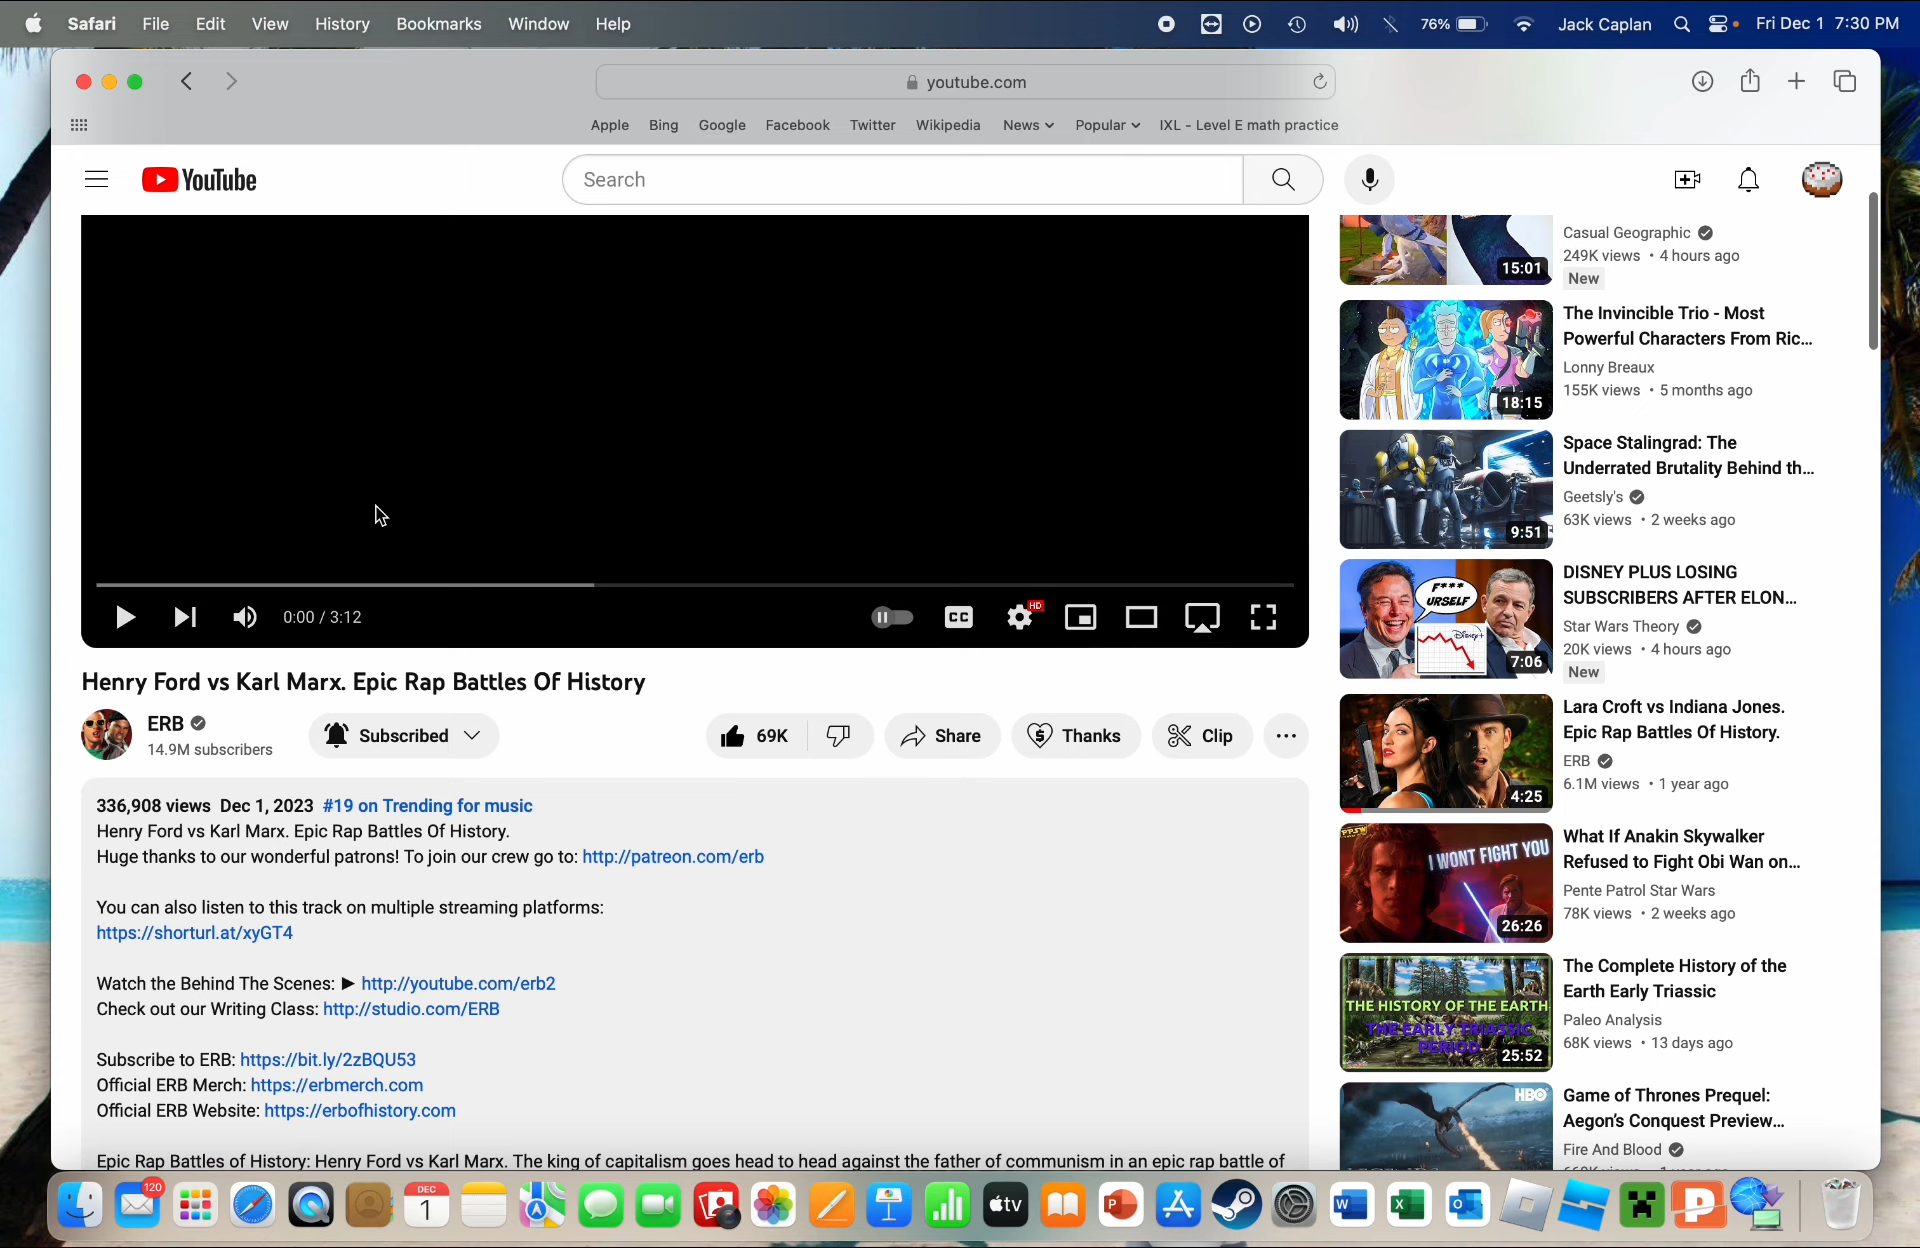 Safari File Edit View History Bookmarks Window Help 76% Jack Caplan Fri Dec 1 7:30 PM
youtube.com
Apple Bing Google Facebook Twitter Wikipedia News Popular IXL - Level E math practice
YouTube Search
0:00 / 3:12 CC HD
Henry Ford vs Karl Marx. Epic Rap Battles Of History
ERB
14.9M subscribers
Subscribed
69K Share Thanks Clip
336,908 views Dec 1, 2023 #19 on Trending for music
Henry Ford vs Karl Marx. Epic Rap Battles Of History.
Huge thanks to our wonderful patrons! To join our crew go to: http://patreon.com/erb
You can also listen to this track on multiple streaming platforms:
https://shorturl.at/xyGT4
Watch the Behind The Scenes: ▶ http://youtube.com/erb2
Check out our Writing Class: http://studio.com/ERB
Subscribe to ERB: https://bit.ly/2zBQU53
Official ERB Merch: https://erbmerch.com
Official ERB Website: https://erbofhistory.com
Epic Rap Battles of History: Henry Ford vs Karl Marx. The king of capitalism goes head to head against the father of communism in an epic rap battle of
15:01
Casual Geographic
249K views • 4 hours ago
New
18:15
The Invincible Trio - Most
Powerful Characters From Ric...
Lonny Breaux
155K views • 5 months ago
9:51
Space Stalingrad: The
Underrated Brutality Behind th...
Geetsly's
63K views • 2 weeks ago
F***
URSELF
Disney+
7:06
DISNEY PLUS LOSING
SUBSCRIBERS AFTER ELON...
Star Wars Theory
20K views • 4 hours ago
New
4:25
Lara Croft vs Indiana Jones.
Epic Rap Battles Of History.
ERB
6.1M views • 1 year ago
PPSW
I WONT FIGHT YOU
26:26
What If Anakin Skywalker
Refused to Fight Obi Wan on...
Pente Patrol Star Wars
78K views • 2 weeks ago
THE HISTORY OF THE EARTH
THE EARLY TRIASSIC
PERIOD
25:52
The Complete History of the
Earth Early Triassic
Paleo Analysis
68K views • 13 days ago
HBO
Game of Thrones Prequel:
Aegon's Conquest Preview...
Fire And Blood
120 DEC 1 tv P W X O P